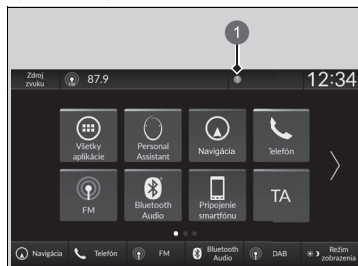 1
Zdroj
zvuku
87.9
12:34
Všetky
aplikácie
Personal
Assistant
Navigácia
Telefón
FM
Bluetooth
Audio
Pripojenie
smartfónu
TA
Navigácia
Telefón
FM
Bluetooth
Audio
DAB
Režim
zobrazenia